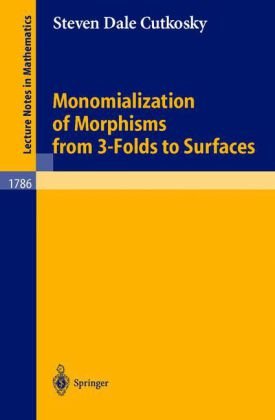 Steven Dale Cutkosky
Lecture Notes in Mathematics
1786
Monomialization
of Morphisms
from 3-Folds to Surfaces
Springer